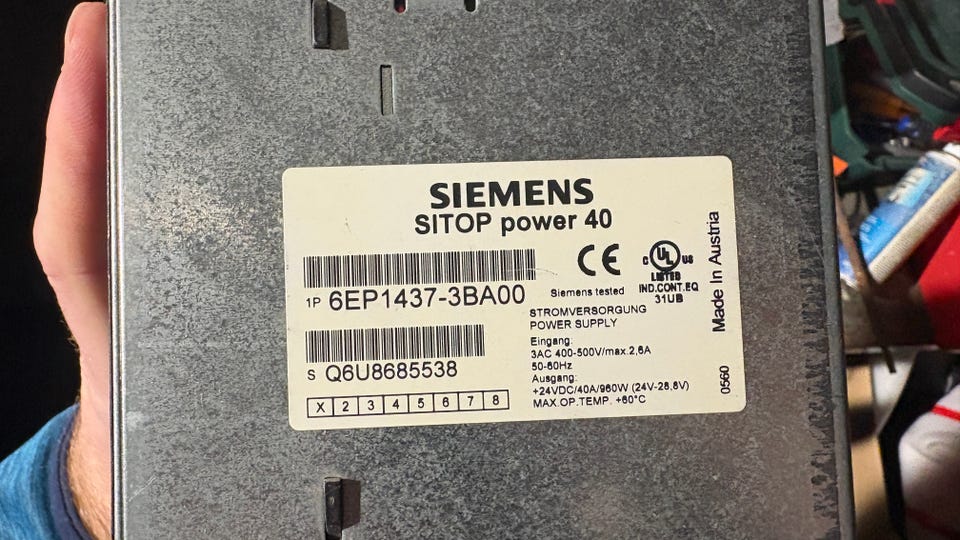 SIEMENS
SITOP power 40
1P 6EP1437-3BA00
S Q6U8685538
X 2 3 4 5 6 7 8
CE
Siemens tested
C UL US
LISTED
IND.CONT.EQ
31UB
STROMVERSORGUNG
POWER SUPPLY
Eingang:
3AC 400-500V/max.2,6A
50-60Hz
Ausgang:
+24VDC/40A/960W (24V-28,8V)
MAX.OP.TEMP. +60°C
Made In Austria
0560